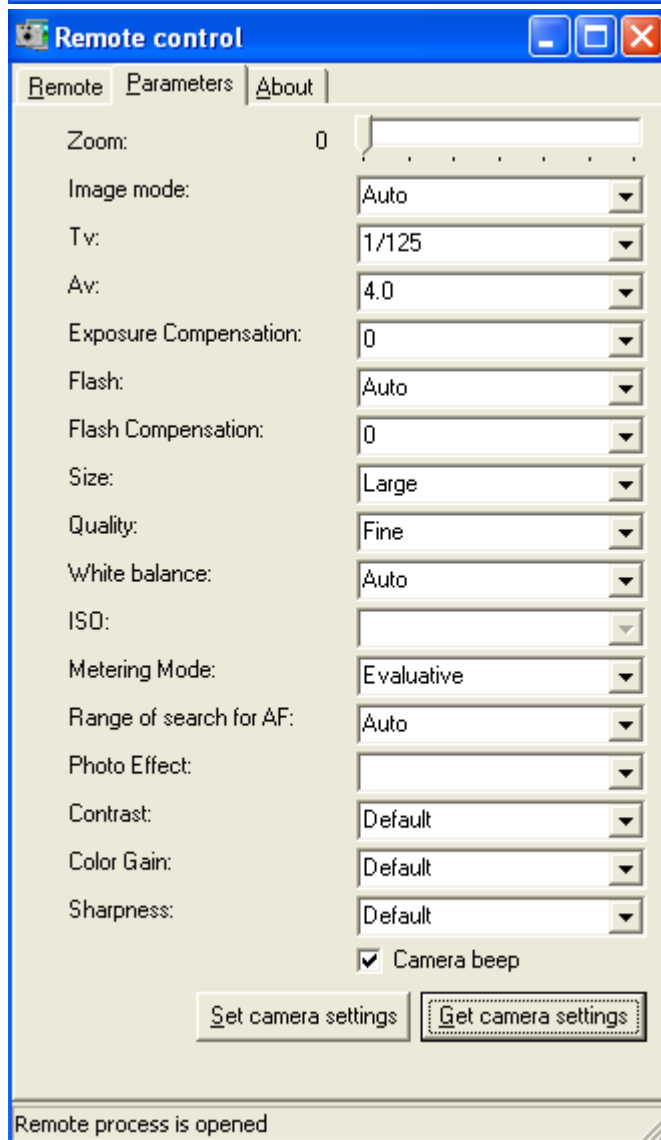 Remote control
Remote Parameters About
Zoom: 0
Image mode: Auto
Tv: 1/125
Av: 4.0
Exposure Compensation: 0
Flash: Auto
Flash Compensation: 0
Size: Large
Quality: Fine
White balance: Auto
ISO:
Metering Mode: Evaluative
Range of search for AF: Auto
Photo Effect:
Contrast: Default
Color Gain: Default
Sharpness: Default
Camera beep
Set camera settings Get camera settings
Remote process is opened